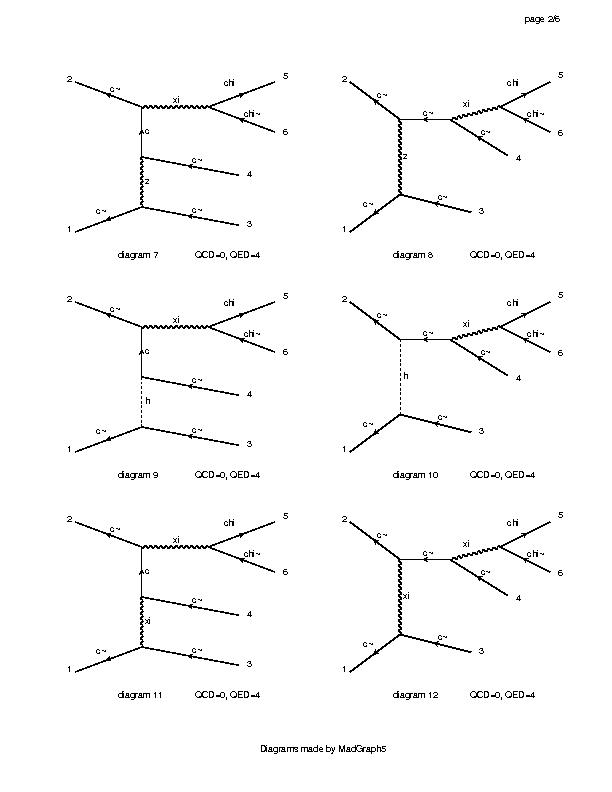 page 2/6
2 c~ xi chi 5
chi~ 6
c
c~ 4
z
1 c~ c~ 3
diagram 7 QCD=0, QED=4
2 c~ c~ xi chi 5
chi~ 6
c~ 4
z
1 c~ c~ 3
diagram 8 QCD=0, QED=4
2 c~ xi chi 5
chi~ 6
c
c~ 4
h
1 c~ c~ 3
diagram 9 QCD=0, QED=4
2 c~ c~ xi chi 5
chi~ 6
c~ 4
h
1 c~ c~ 3
diagram 10 QCD=0, QED=4
2 c~ xi chi 5
chi~ 6
c
c~ 4
xi
1 c~ c~ 3
diagram 11 QCD=0, QED=4
2 c~ c~ xi chi 5
chi~ 6
c~ 4
xi
1 c~ c~ 3
diagram 12 QCD=0, QED=4
Diagrams made by MadGraph5